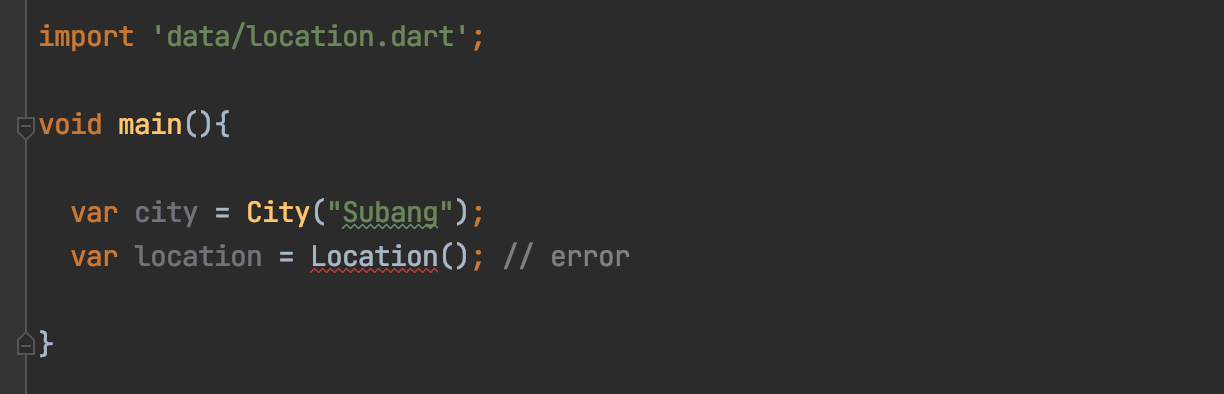 import 'data/location.dart';
void main(){
var city = City("Subang");
var location = Location(); // error
}